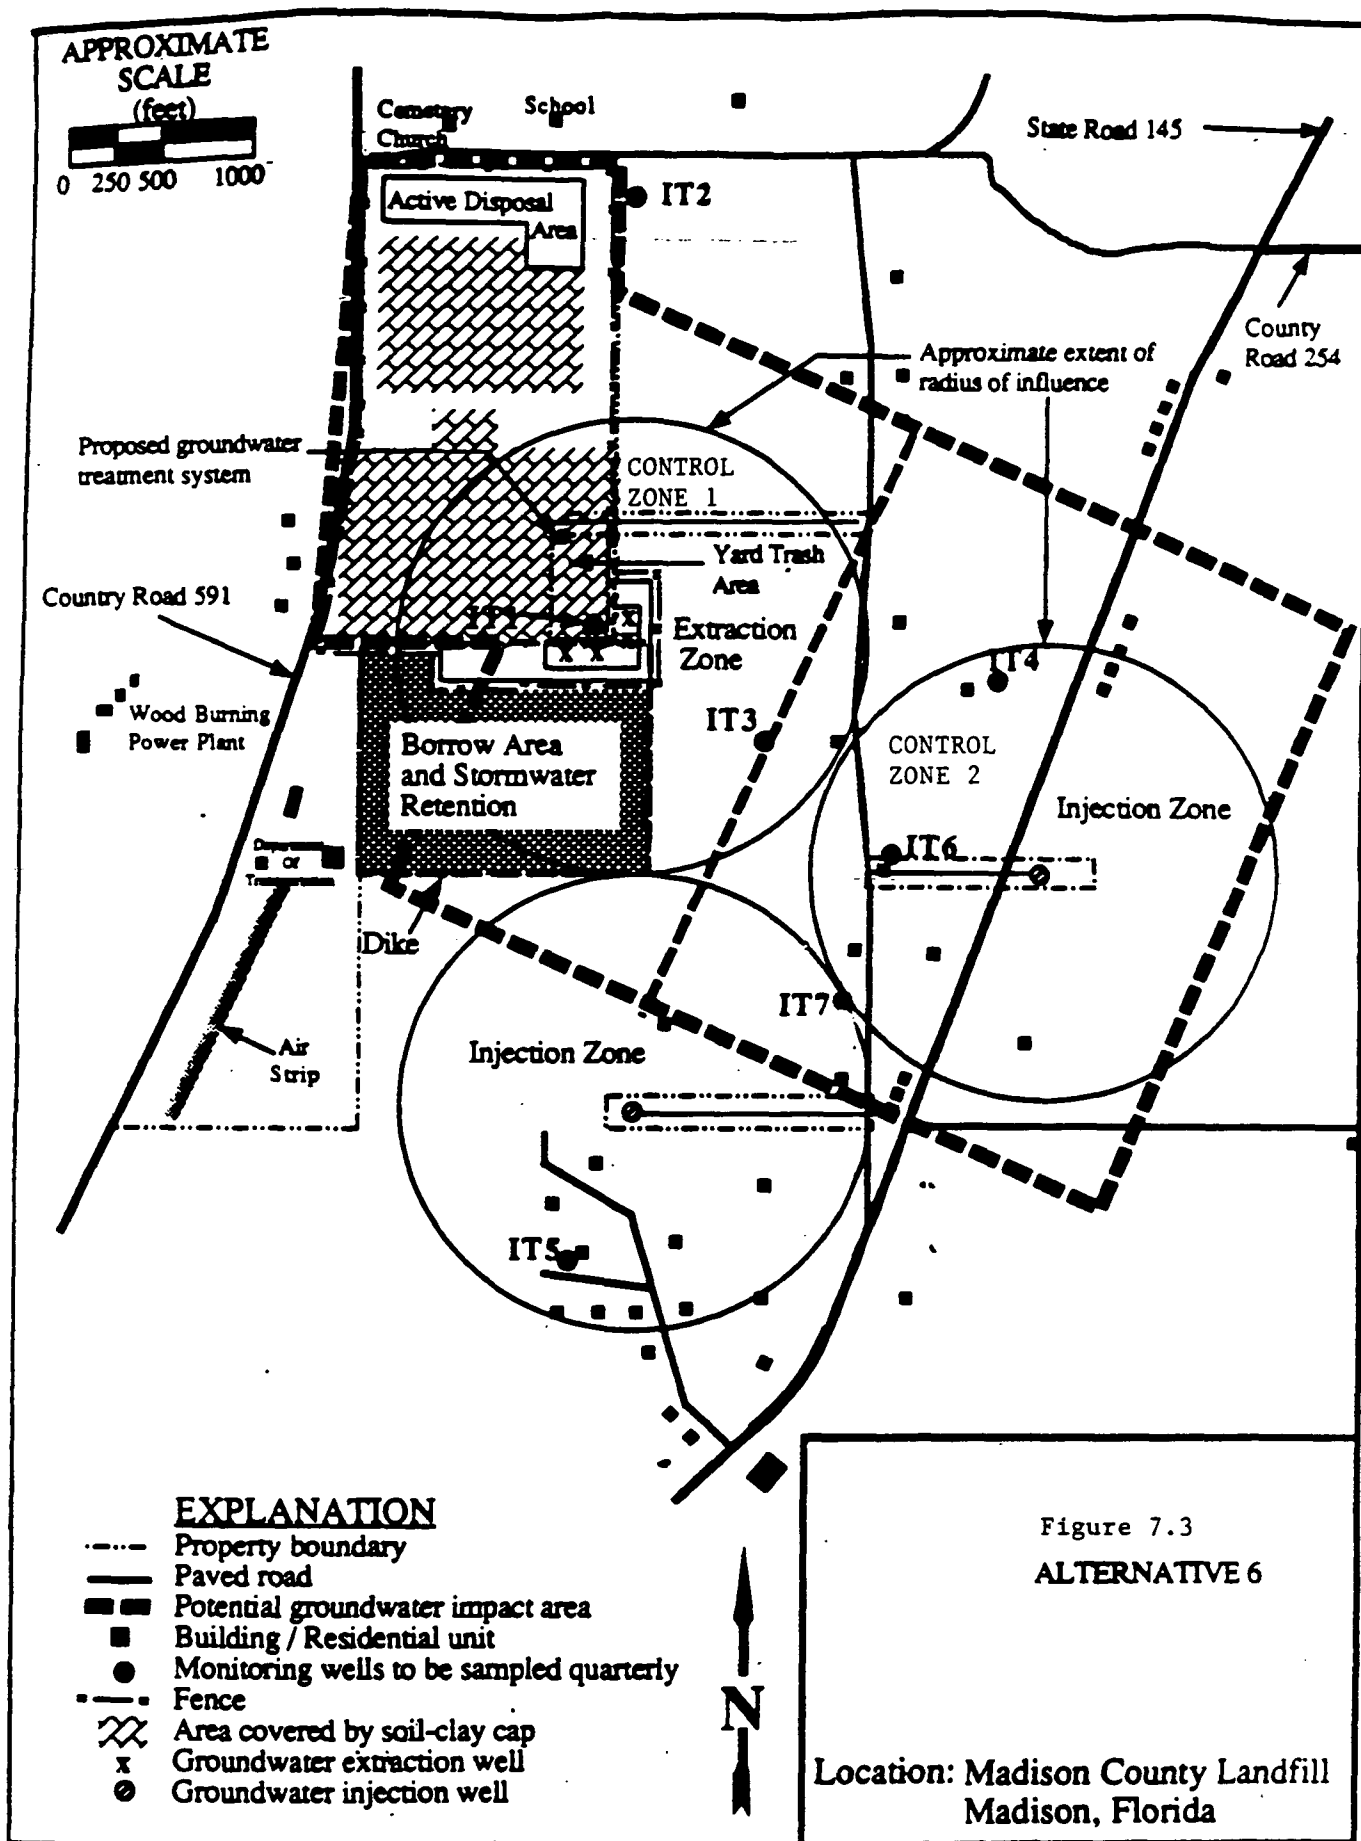 APPROXIMATE
SCALE
(feet)
0 250 500 1000
Cemetery
Church
School
State Road 145
Active Disposal
Area
IT2
County
Road 254
Approximate extent of
radius of influence
Proposed groundwater
treatment system
CONTROL
ZONE 1
Yard Trash
Area
Country Road 591
X
Extraction
Zone
X X
IT4
Wood Burning
Power Plant
IT3
Borrow Area
and Stormwater
Retention
CONTROL
ZONE 2
Injection Zone
IT6
Department
or
Transportation
Dike
IT7
Air
Strip
Injection Zone
IT5
EXPLANATION
Property boundary
Paved road
Potential groundwater impact area
Building / Residential unit
Monitoring wells to be sampled quarterly
Fence
Area covered by soil-clay cap
x Groundwater extraction well
Groundwater injection well
N
Figure 7.3
ALTERNATIVE 6
Location: Madison County Landfill
Madison, Florida